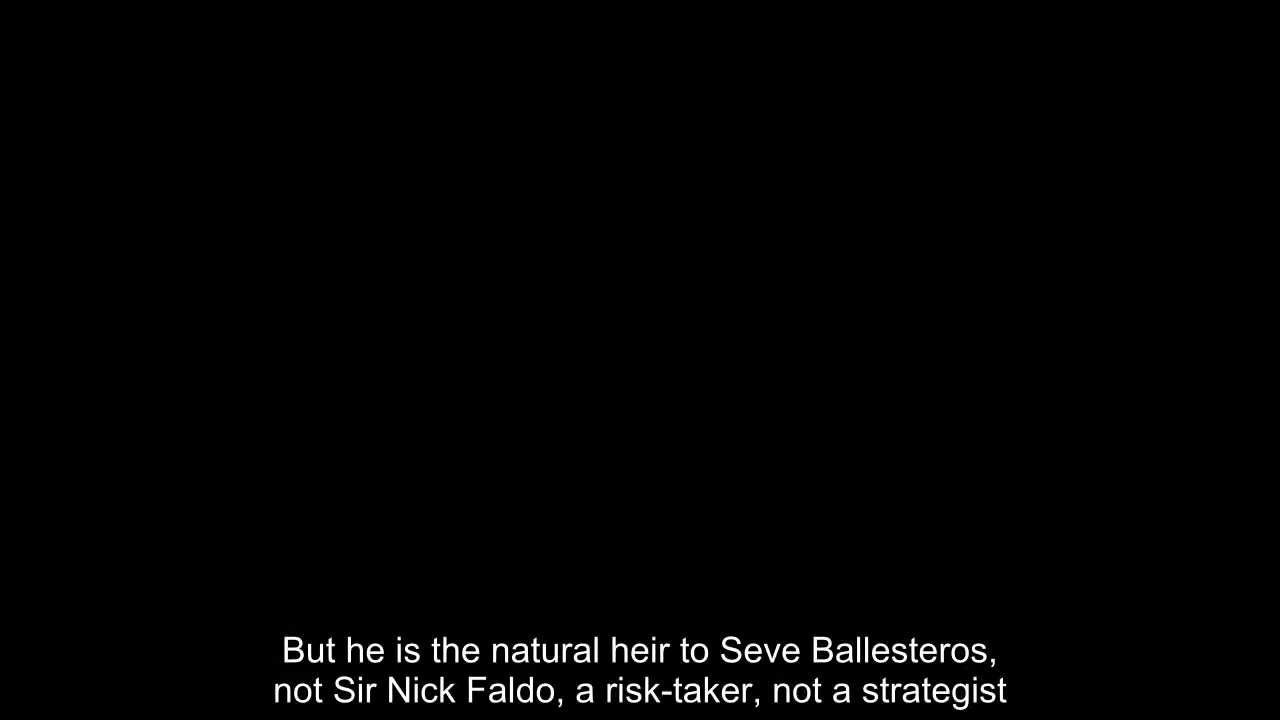 But he is the natural heir to Seve Ballesteros,
not Sir Nick Faldo, a risk-taker, not a strategist